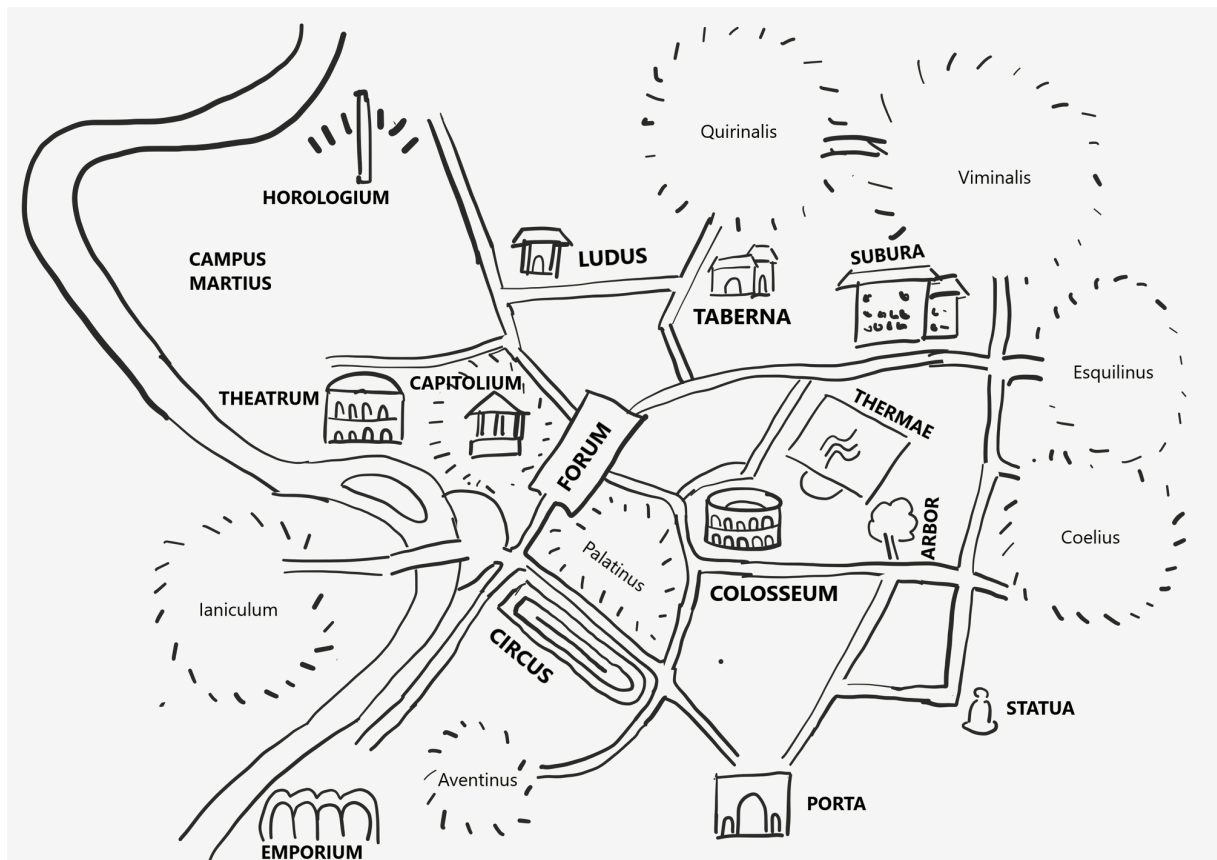 Quirinalis
Viminalis
HOROLOGIUM
CAMPUS
MARTIUS
LUDUS
SUBURA
TABERNA
Esquilinus
THEATRUM
CAPITOLIUM
THERMAE
FORUM
ARBOR
Coelius
Palatinus
COLOSSEUM
Ianiculum
CIRCUS
STATUA
Aventinus
PORTA
EMPORIUM